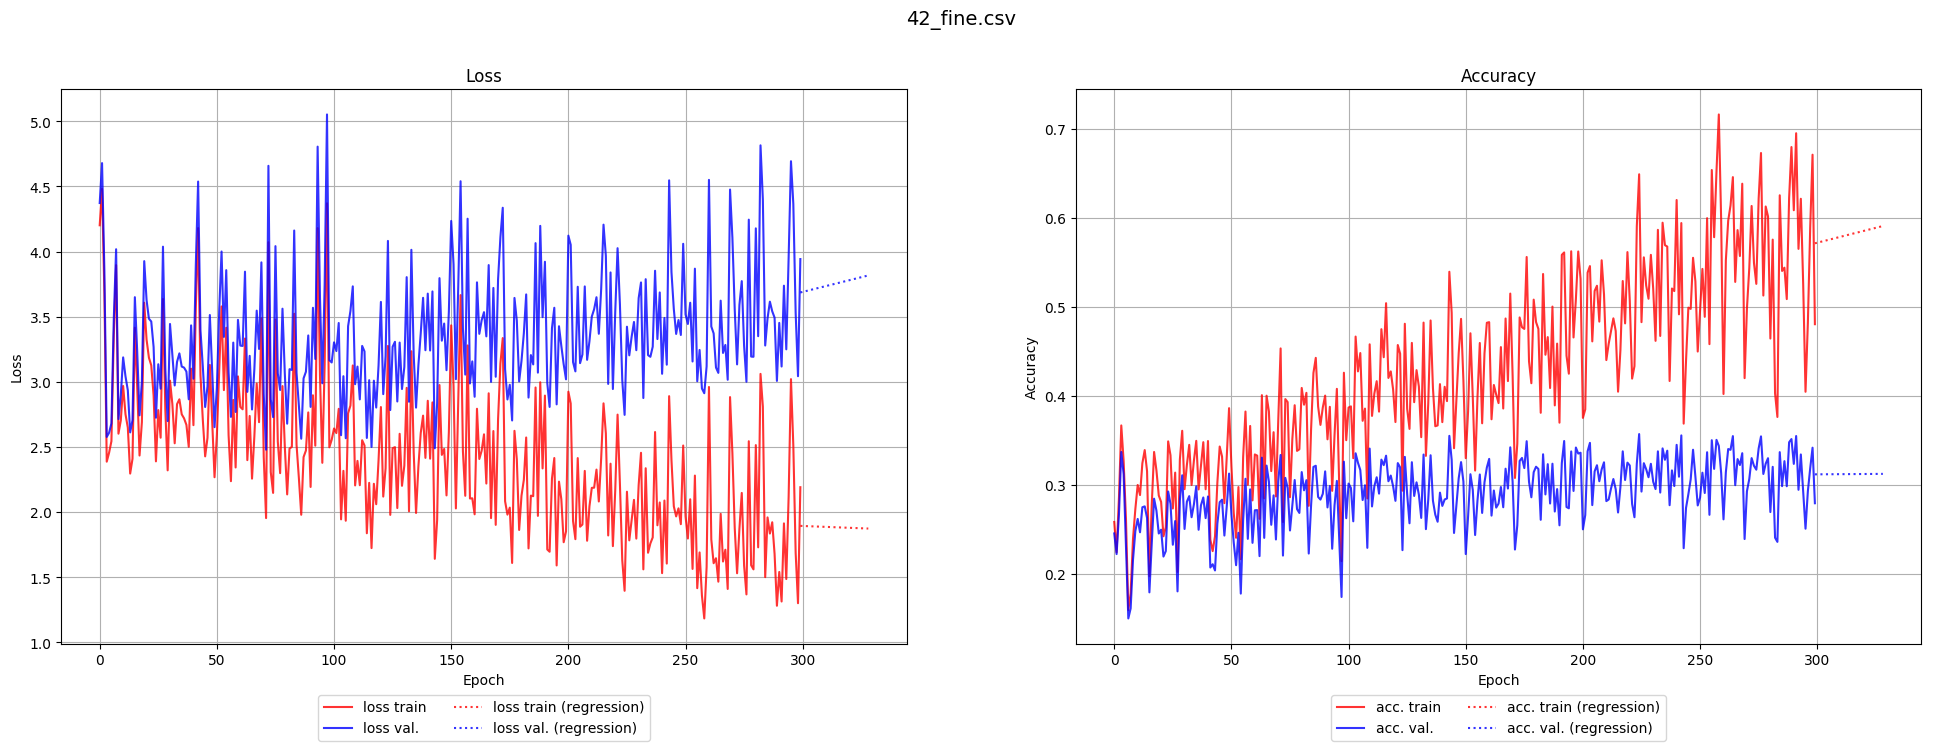 42_fine.csv
Loss
Loss
5.0
4.5
4.0
3.5
3.0
2.5
2.0
1.5
1.0
0 50 100 150 200 250 300
Epoch
loss train loss train (regression)
loss val. loss val. (regression)
Accuracy
Accuracy
0.7
0.6
0.5
0.4
0.3
0.2
0 50 100 150 200 250 300
Epoch
acc. train acc. train (regression)
acc. val. acc. val. (regression)